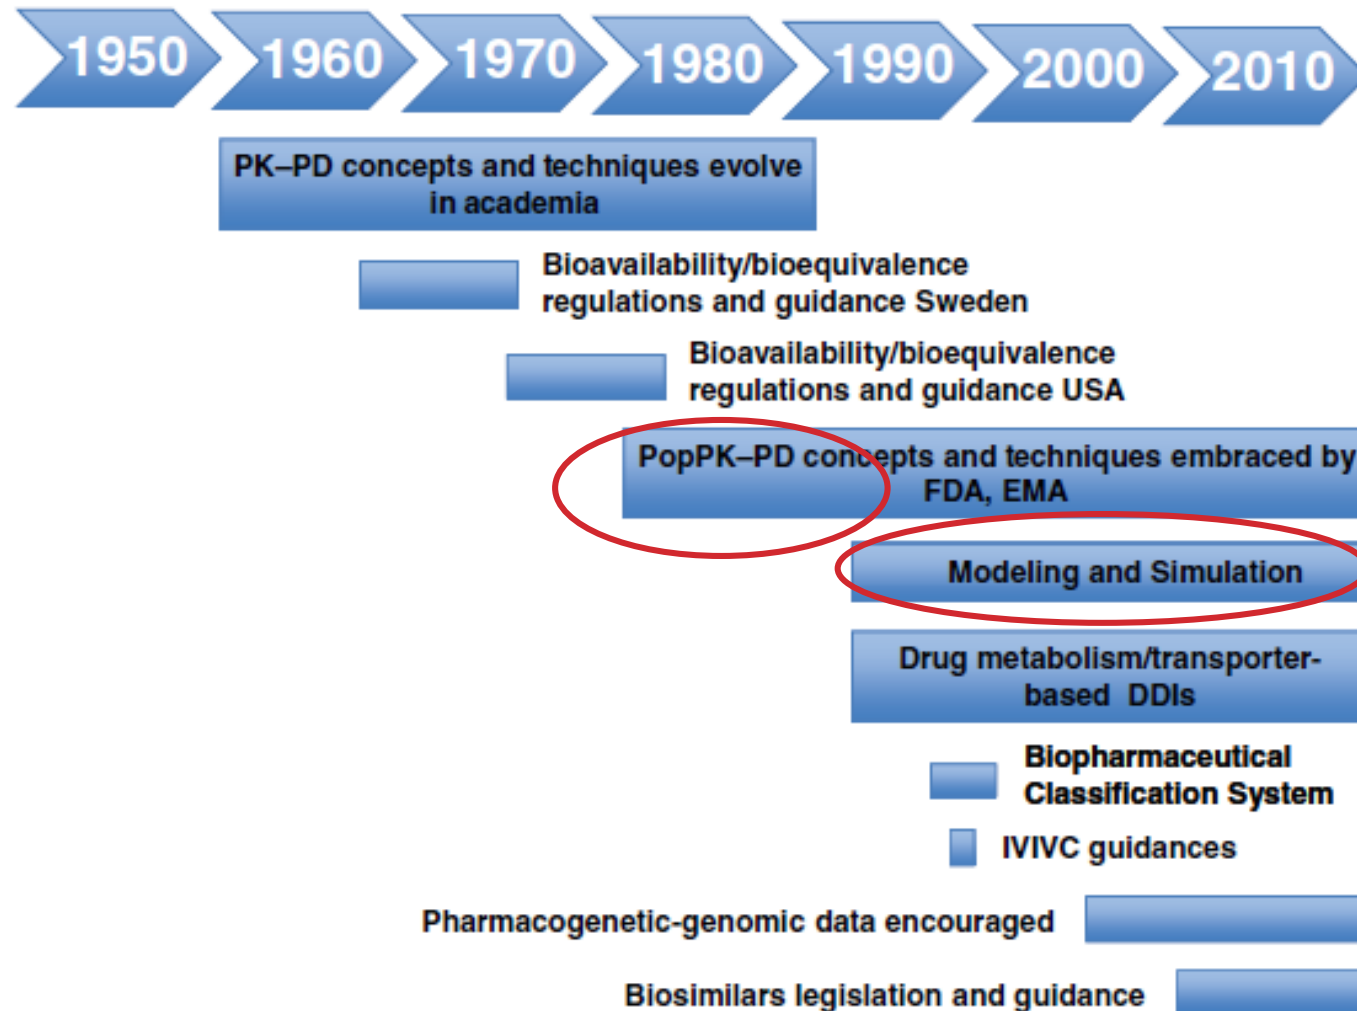 1950 1960 1970 1980 1990 2000 2010
PK–PD concepts and techniques evolve
in academia
Bioavailability/bioequivalence
regulations and guidance Sweden
Bioavailability/bioequivalence
regulations and guidance USA
PopPK–PD concepts and techniques embraced by
FDA, EMA
Modeling and Simulation
Drug metabolism/transporter-
based DDIs
Biopharmaceutical
Classification System
IVIVC guidances
Pharmacogenetic-genomic data encouraged
Biosimilars legislation and guidance